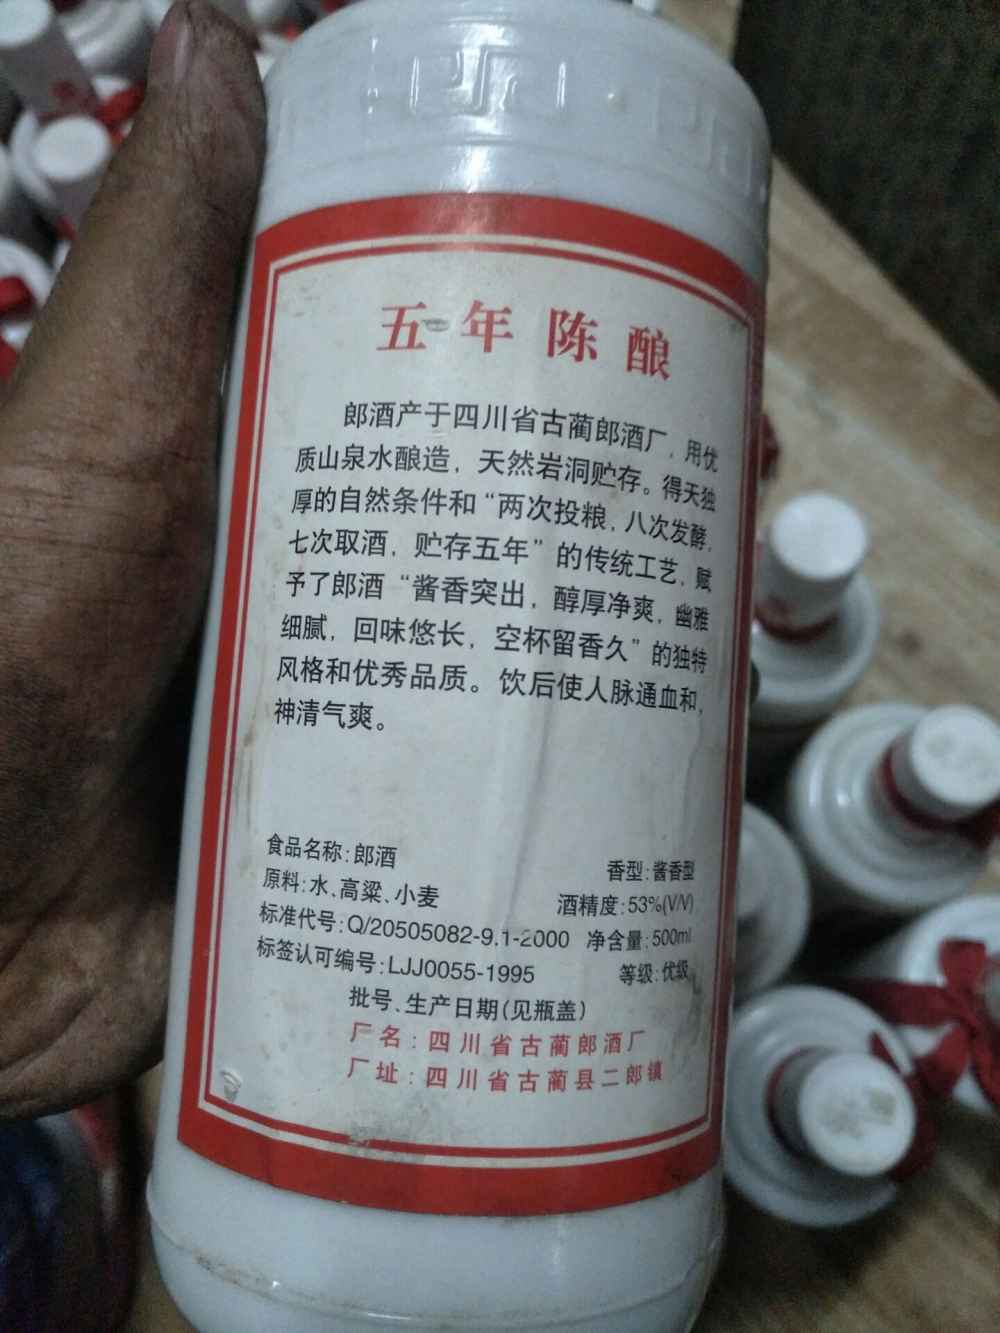 五年陈酿
郎酒产于四川省古蔺郎酒厂，用优
质山泉水酿造，天然岩洞贮存。得天独
厚的自然条件和“两次投粮，八次发酵，
七次取酒，贮存五年”的传统工艺，赋
予了郎酒“酱香突出，醇厚净爽，幽雅
细腻，回味悠长，空杯留香久”的独特
风格和优秀品质。饮后使人脉通血和，
神清气爽。
食品名称:郎酒 香型:酱香型
原料:水、高粱、小麦 酒精度:53%(V/V)
标准代号:Q/20505082-9.1-2000 净含量:500ml
标签认可编号:LJJ0055-1995 等级:优级
批号、生产日期(见瓶盖)
厂名:四川省古蔺郎酒厂
厂址:四川省古蔺县二郎镇